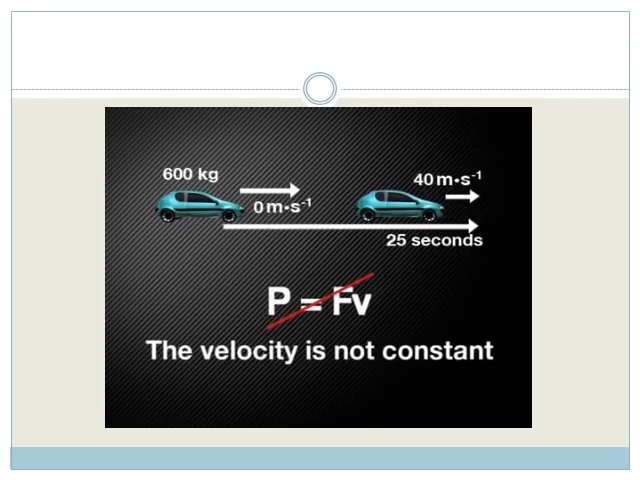 600 kg
0 m•s⁻¹
40 m•s⁻¹
25 seconds
P = Fv
The velocity is not constant